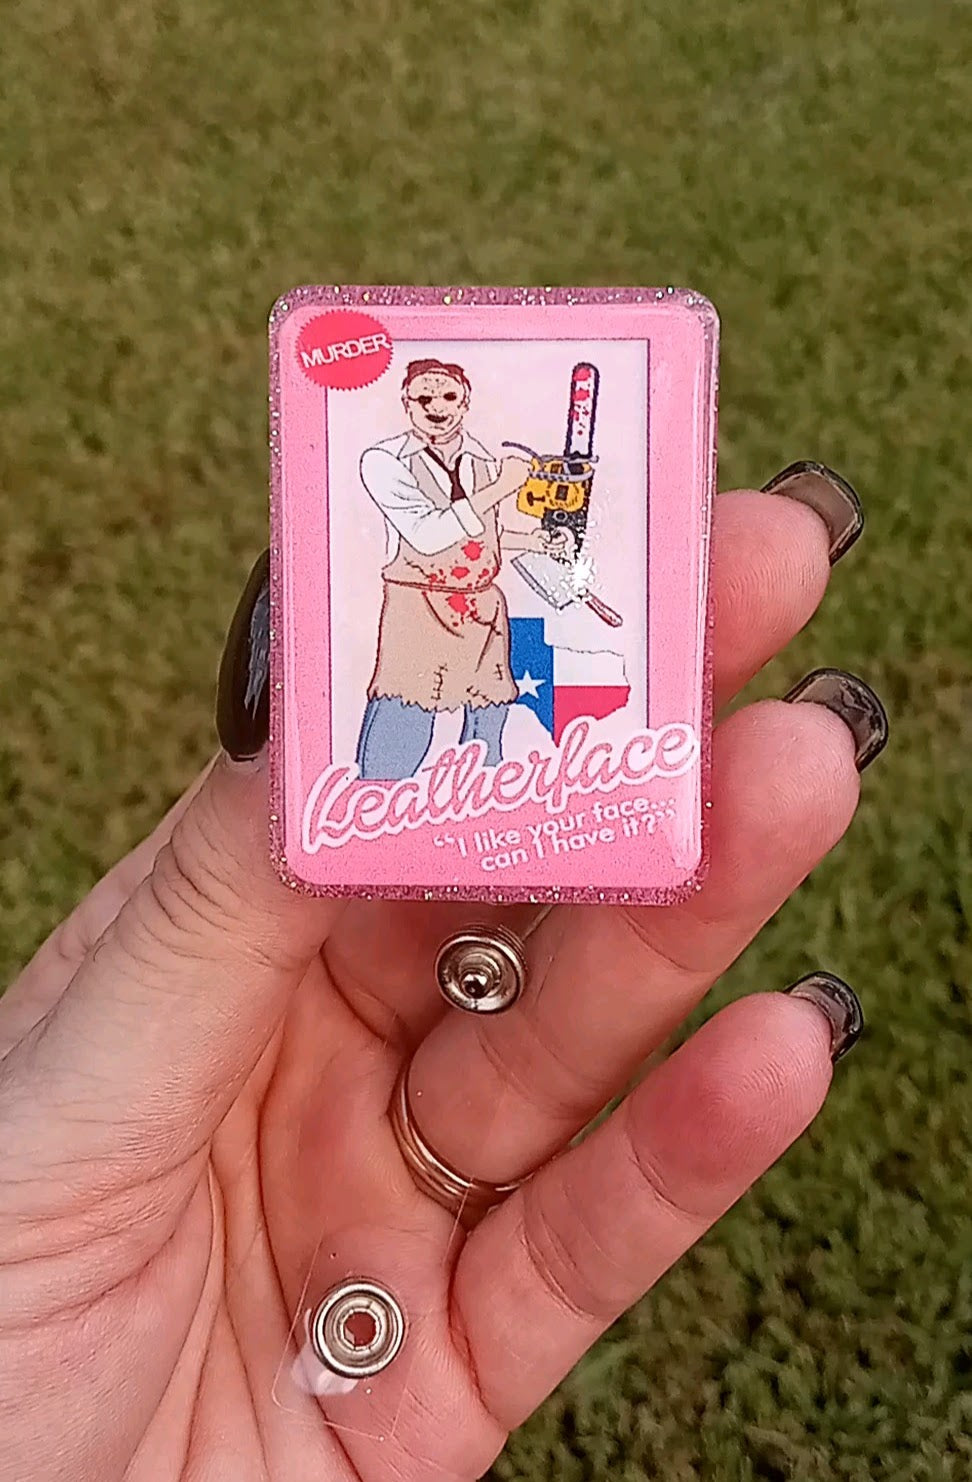 MURDER
Leatherface
“I like your face...
can I have it?”